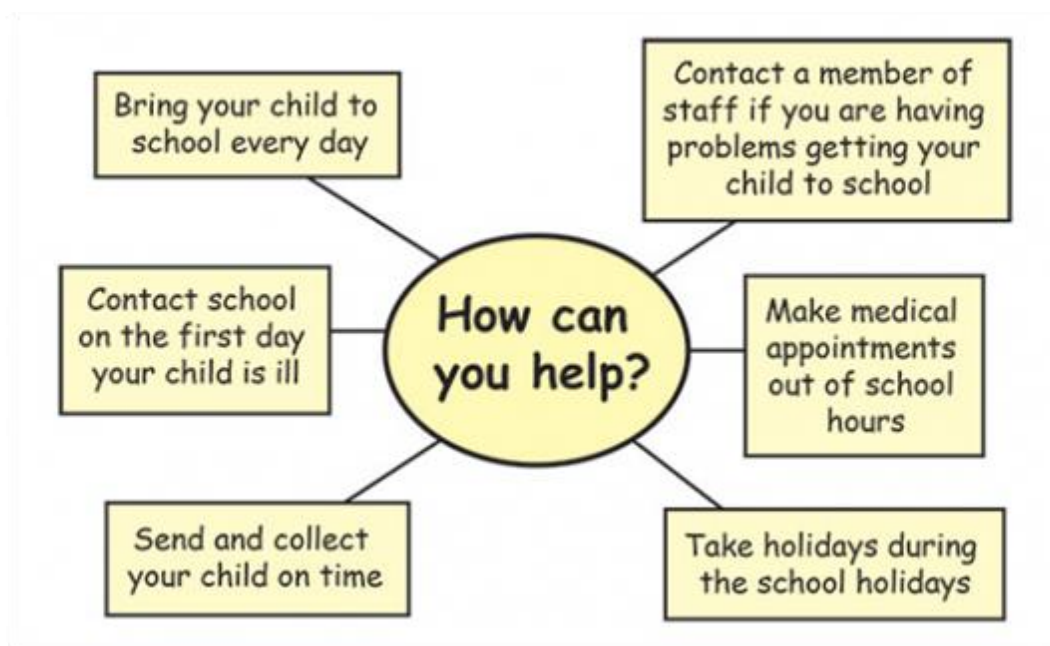 Bring your child to
school every day
Contact a member of
staff if you are having
problems getting your
child to school
Contact school
on the first day
your child is ill
How can
you help?
Make medical
appointments
out of school
hours
Send and collect
your child on time
Take holidays during
the school holidays